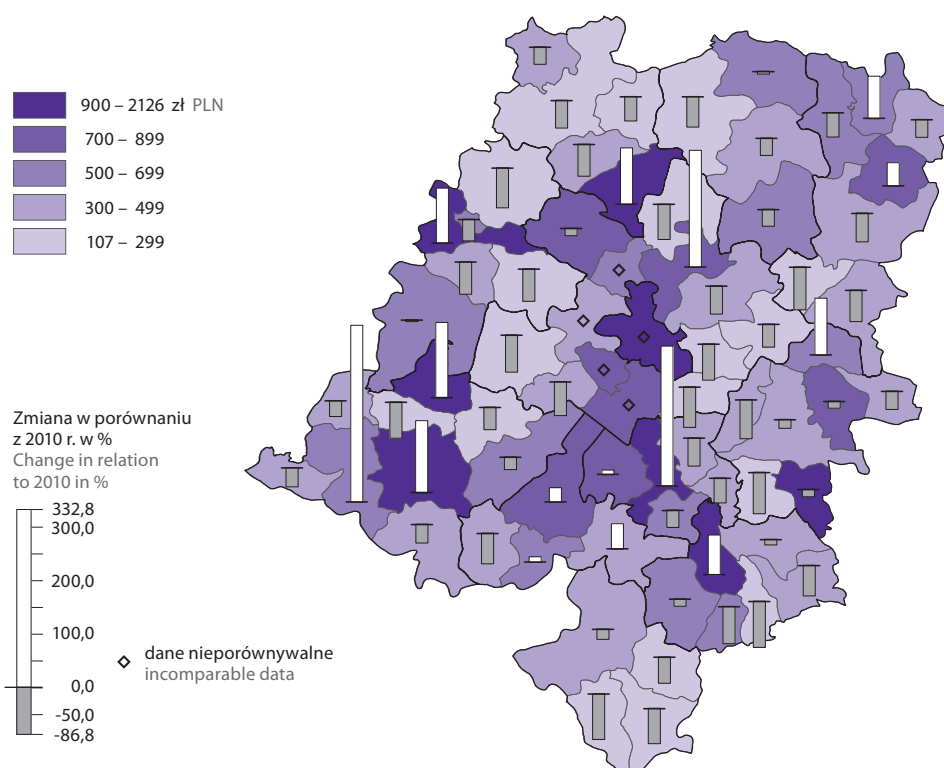 900 – 2126 zł PLN
700 – 899
500 – 699
300 – 499
107 – 299
Zmiana w porównaniu
z 2010 r. w %
Change in relation
to 2010 in %
332,8
300,0
200,0
100,0
0,0
-50,0
-86,8
dane nieporównywalne
incomparable data